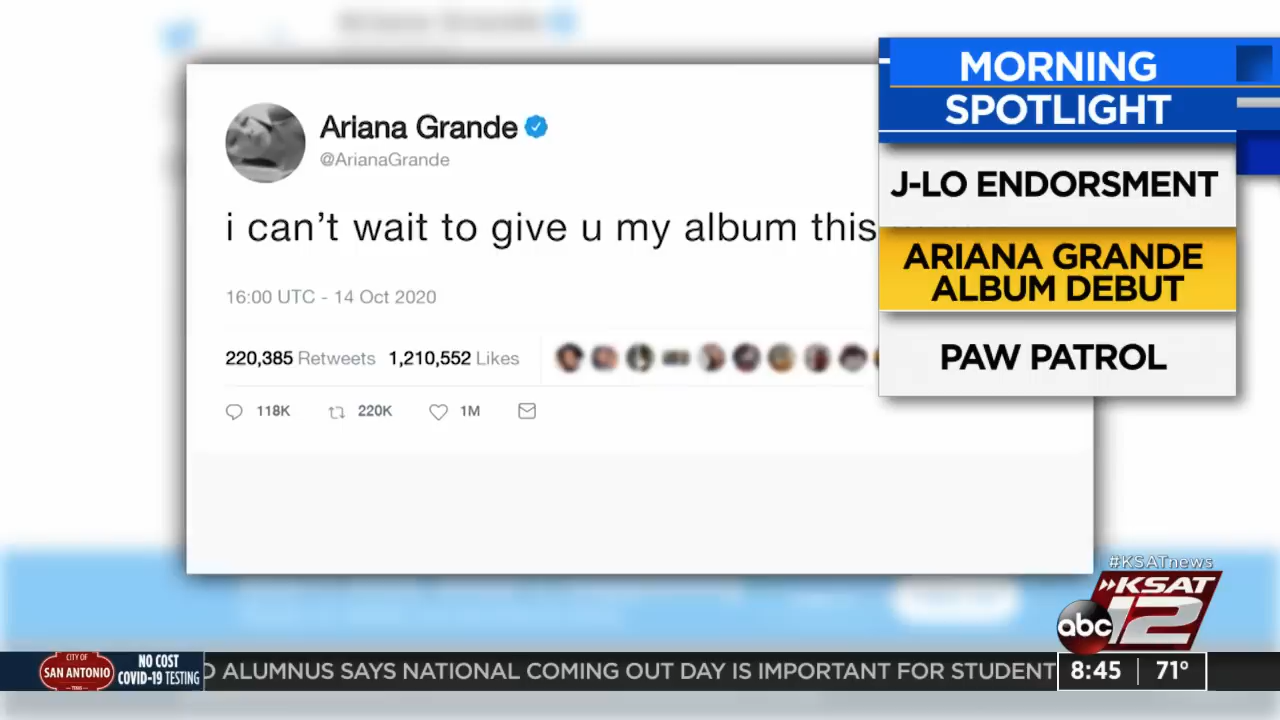 Ariana Grande
@ArianaGrande
i can't wait to give u my album this
16:00 UTC - 14 Oct 2020
220,385 Retweets 1,210,552 Likes
118K 220K 1M
MORNING
SPOTLIGHT
J-LO ENDORSMENT
ARIANA GRANDE
ALBUM DEBUT
PAW PATROL
#KSATnews
KSAT
abc 12
CITY OF
SAN ANTONIO
TEXAS
NO COST
COVID-19 TESTING
D ALUMNUS SAYS NATIONAL COMING OUT DAY IS IMPORTANT FOR STUDENT
8:45 71°